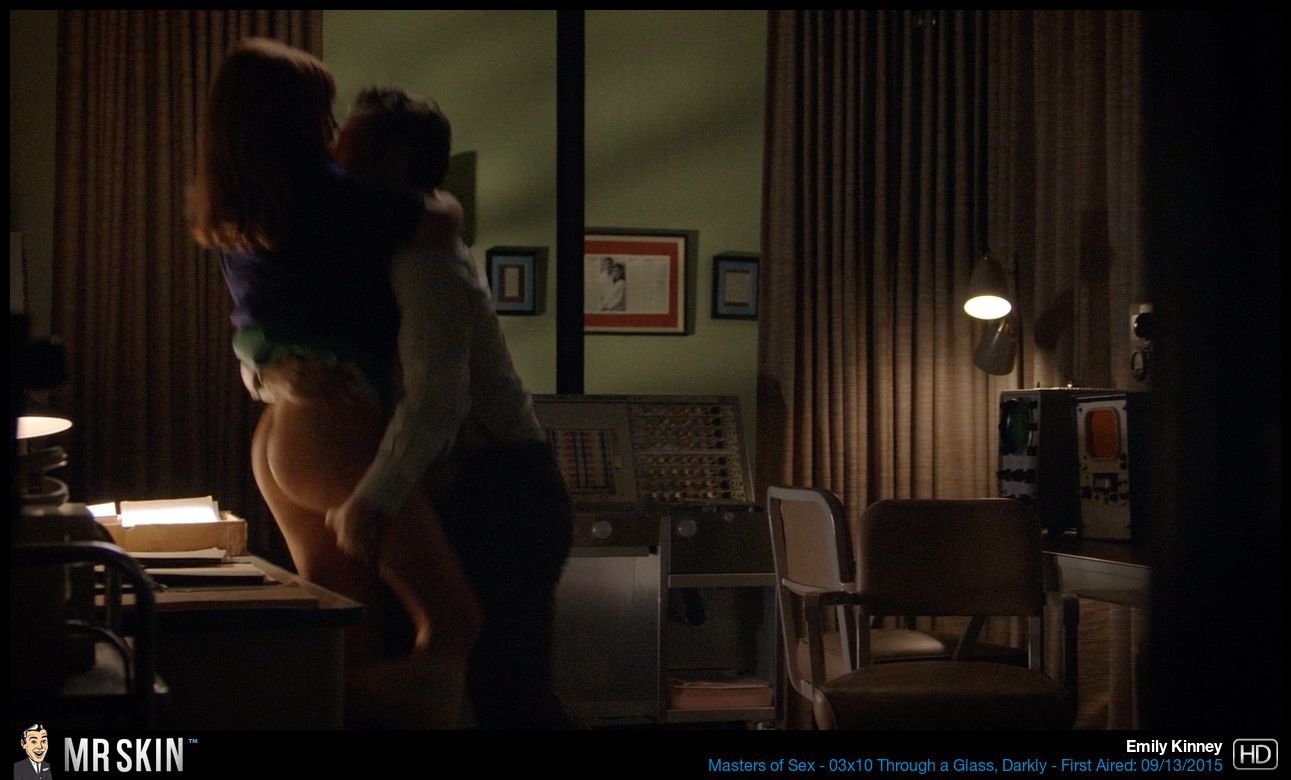 MR SKIN™
Emily Kinney
HD
Masters of Sex - 03x10 Through a Glass, Darkly - First Aired: 09/13/2015